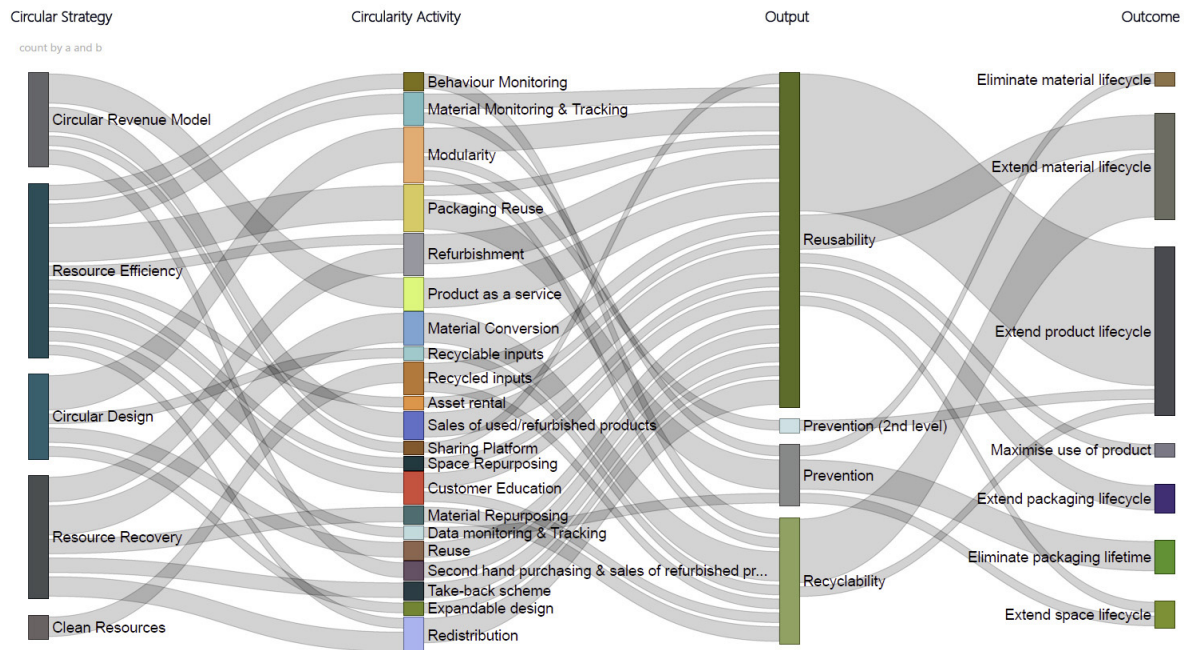 Circular Strategy
Circularity Activity
Output
Outcome
count by a and b
Circular Revenue Model
Resource Efficiency
Circular Design
Resource Recovery
Clean Resources
Behaviour Monitoring
Material Monitoring & Tracking
Modularity
Packaging Reuse
Refurbishment
Product as a service
Material Conversion
Recyclable inputs
Recycled inputs
Asset rental
Sales of used/refurbished products
Sharing Platform
Space Repurposing
Customer Education
Material Repurposing
Data monitoring & Tracking
Reuse
Second hand purchasing & sales of refurbished pr...
Take-back scheme
Expandable design
Redistribution
Reusability
Prevention (2nd level)
Prevention
Recyclability
Eliminate material lifecycle
Extend material lifecycle
Extend product lifecycle
Maximise use of product
Extend packaging lifecycle
Eliminate packaging lifetime
Extend space lifecycle